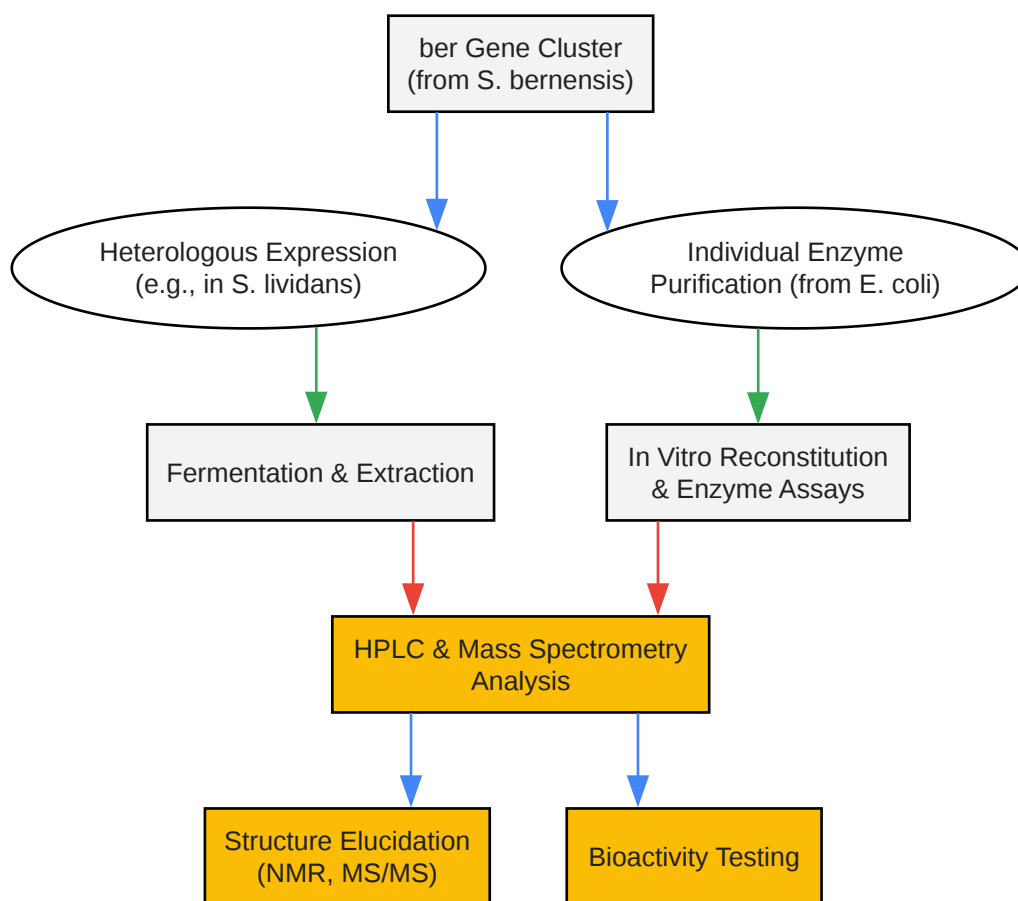 ber Gene Cluster
(from S. bernensis)
Heterologous Expression
(e.g., in S. lividans)
Individual Enzyme
Purification (from E. coli)
Fermentation & Extraction
In Vitro Reconstitution
& Enzyme Assays
HPLC & Mass Spectrometry
Analysis
Structure Elucidation
(NMR, MS/MS)
Bioactivity Testing